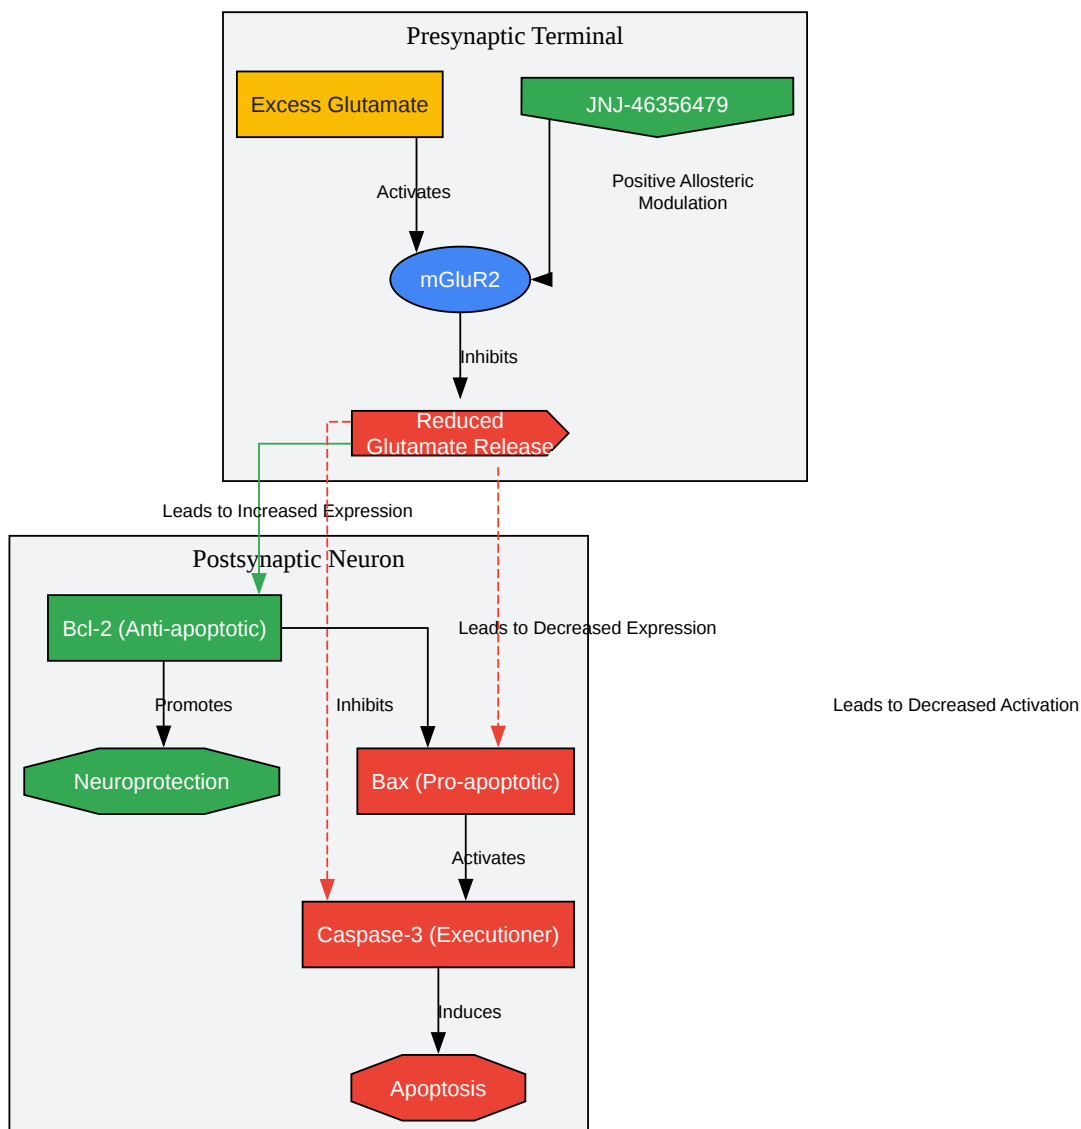 Presynaptic Terminal
Excess Glutamate
JNJ-46356479
Activates
Positive Allosteric
Modulation
mGluR2
Inhibits
Reduced
Glutamate Release
Leads to Increased Expression
Postsynaptic Neuron
Bcl-2 (Anti-apoptotic)
Leads to Decreased Expression
Promotes
Inhibits
Leads to Decreased Activation
Neuroprotection
Bax (Pro-apoptotic)
Activates
Caspase-3 (Executioner)
Induces
Apoptosis